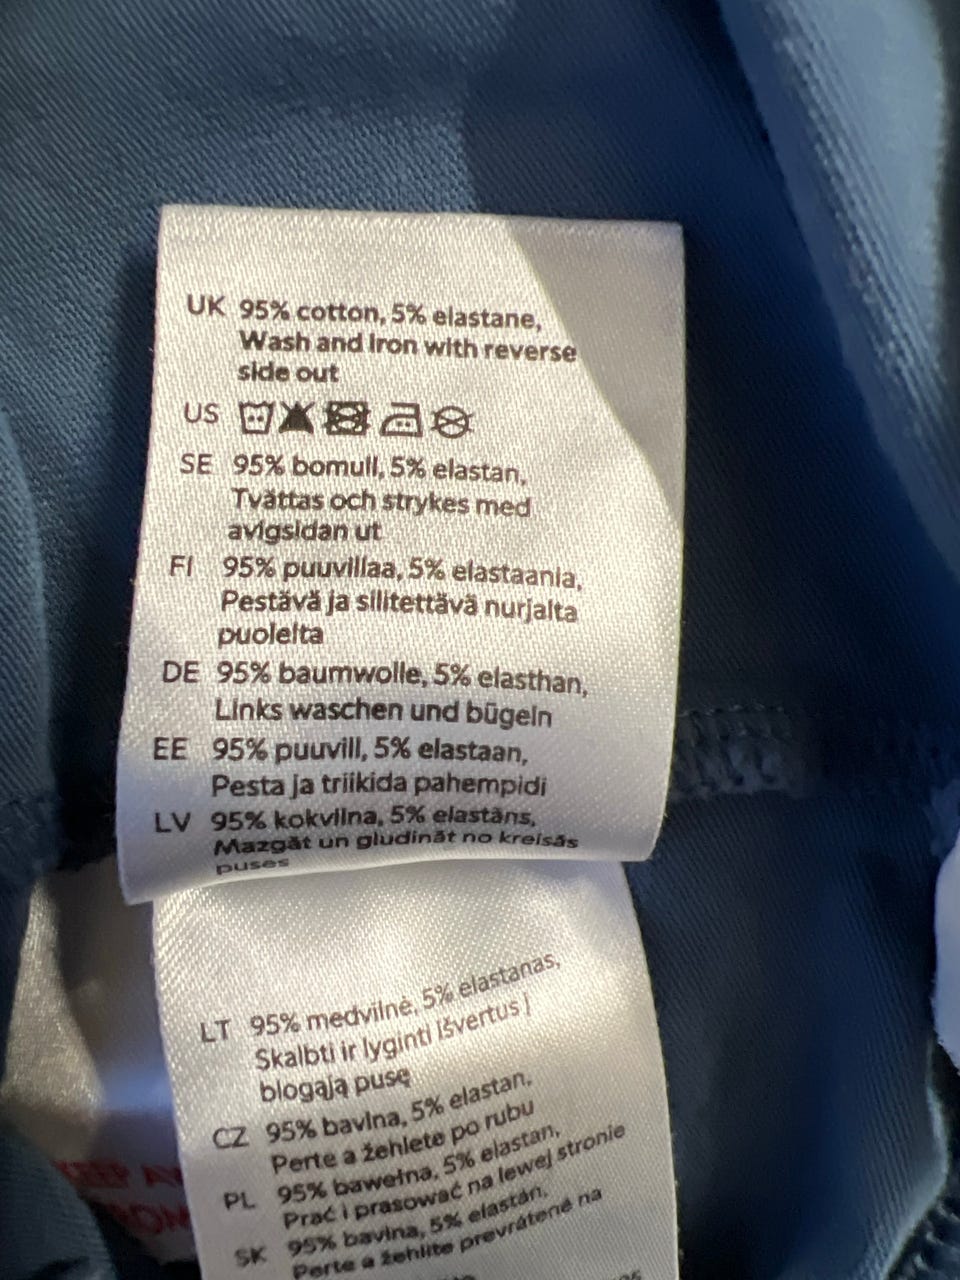 UK 95% cotton, 5% elastane,
Wash and iron with reverse
side out
US
SE 95% bomull, 5% elastan,
Tvättas och strykes med
avigsidan ut
FI 95% puuvillaa, 5% elastaania,
Pestävä ja silitettävä nurjalta
puolelta
DE 95% baumwolle, 5% elasthan,
Links waschen und bügeln
EE 95% puuvill, 5% elastaan,
Pesta ja triikida pahempidi
LV 95% kokvilna, 5% elastāns,
Mazgāt un gludināt no kreisās
puses
LT 95% medvilnė, 5% elastanas,
Skalbti ir lyginti išvertus į
blogąją pusę
CZ 95% bavlna, 5% elastan,
Perte a žehlete po rubu
PL 95% bawełna, 5% elastan,
Prać i prasować na lewej stronie
SK 95% bavlna, 5% elastán,
Perte a žehlite prevrátené na
KEEP